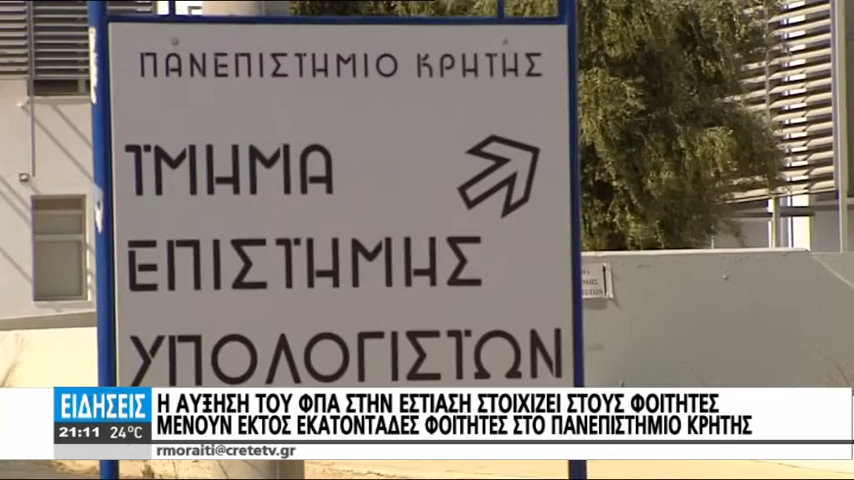 ΠΑΝΕΠΙΣΤΗΜΙΟ ΚΡΗΤΗΣ
ΤΜΗΜΑ
ΕΠΙΣΤΗΜΗΣ
ΥΠΟΛΟΓΙΣΤΩΝ
ΕΙΔΗΣΕΙΣ
Η ΑΥΞΗΣΗ ΤΟΥ ΦΠΑ ΣΤΗΝ ΕΣΤΙΑΣΗ ΣΤΟΙΧΙΖΕΙ ΣΤΟΥΣ ΦΟΙΤΗΤΕΣ
ΜΕΝΟΥΝ ΕΚΤΟΣ ΕΚΑΤΟΝΤΑΔΕΣ ΦΟΙΤΗΤΕΣ ΣΤΟ ΠΑΝΕΠΙΣΤΗΜΙΟ ΚΡΗΤΗΣ
21:11 24°C
rmoraiti@cretetv.gr